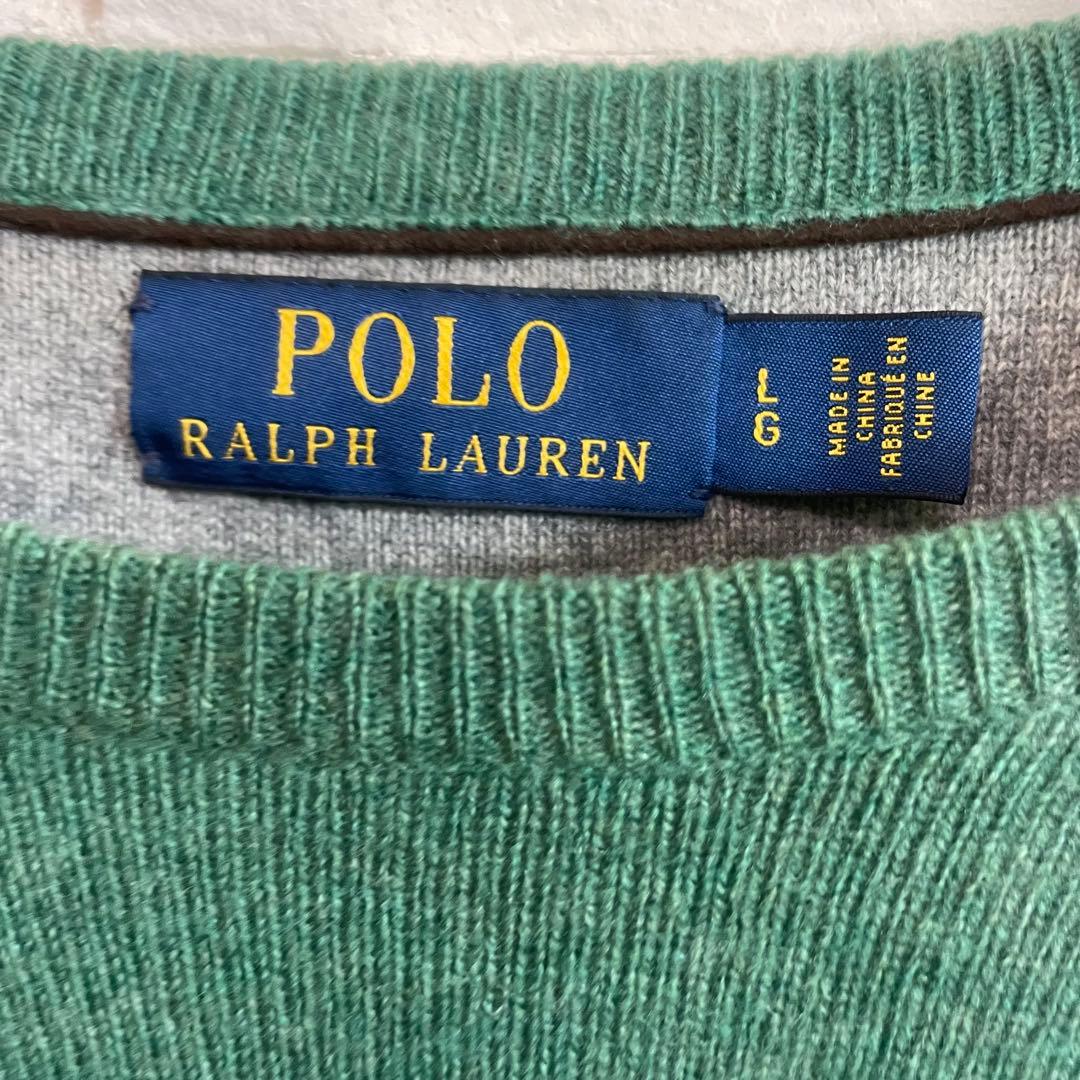 POLO
RALPH LAUREN
L
G
MADE IN
CHINA
FABRIQUÉ EN
CHINE